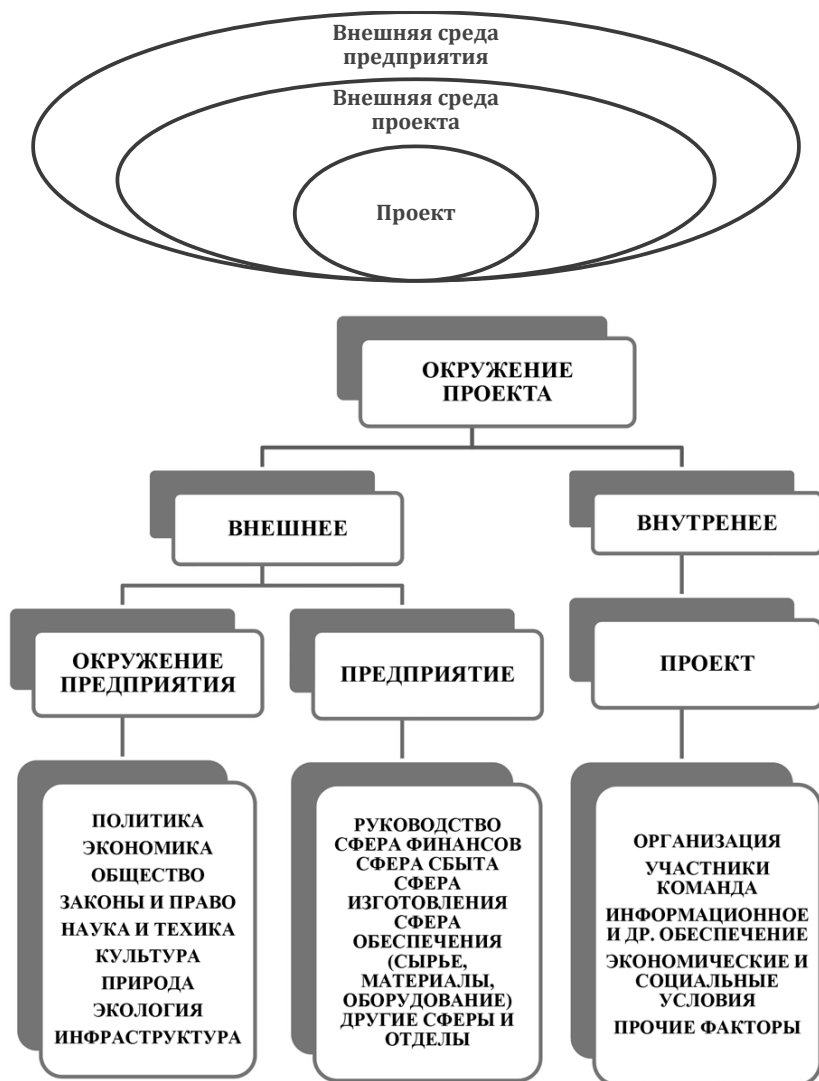 Внешняя среда
предприятия
Внешняя среда
проекта
Проект
ОКРУЖЕНИЕ
ПРОЕКТА
ВНЕШНЕЕ
ВНУТРЕНЕЕ
ОКРУЖЕНИЕ
ПРЕДПРИЯТИЯ
ПРЕДПРИЯТИЕ
ПРОЕКТ
ПОЛИТИКА
ЭКОНОМИКА
ОБЩЕСТВО
ЗАКОНЫ И ПРАВО
НАУКА И ТЕХИКА
КУЛЬТУРА
ПРИРОДА
ЭКОЛОГИЯ
ИНФРАСТРУКТУРА
РУКОВОДСТВО
СФЕРА ФИНАНСОВ
СФЕРА СБЫТА
СФЕРА
ИЗГОТОВЛЕНИЯ
СФЕРА
ОБЕСПЕЧЕНИЯ
(СЫРЬЕ,
МАТЕРИАЛЫ,
ОБОРУДОВАНИЕ)
ДРУГИЕ СФЕРЫ И
ОТДЕЛЫ
ОРГАНИЗАЦИЯ
УЧАСТНИКИ
КОМАНДА
ИНФОРМАЦИОННОЕ
И ДР. ОБЕСПЕЧЕНИЕ
ЭКОНОМИЧЕСКИЕ И
СОЦИАЛЬНЫЕ
УСЛОВИЯ
ПРОЧИЕ ФАКТОРЫ